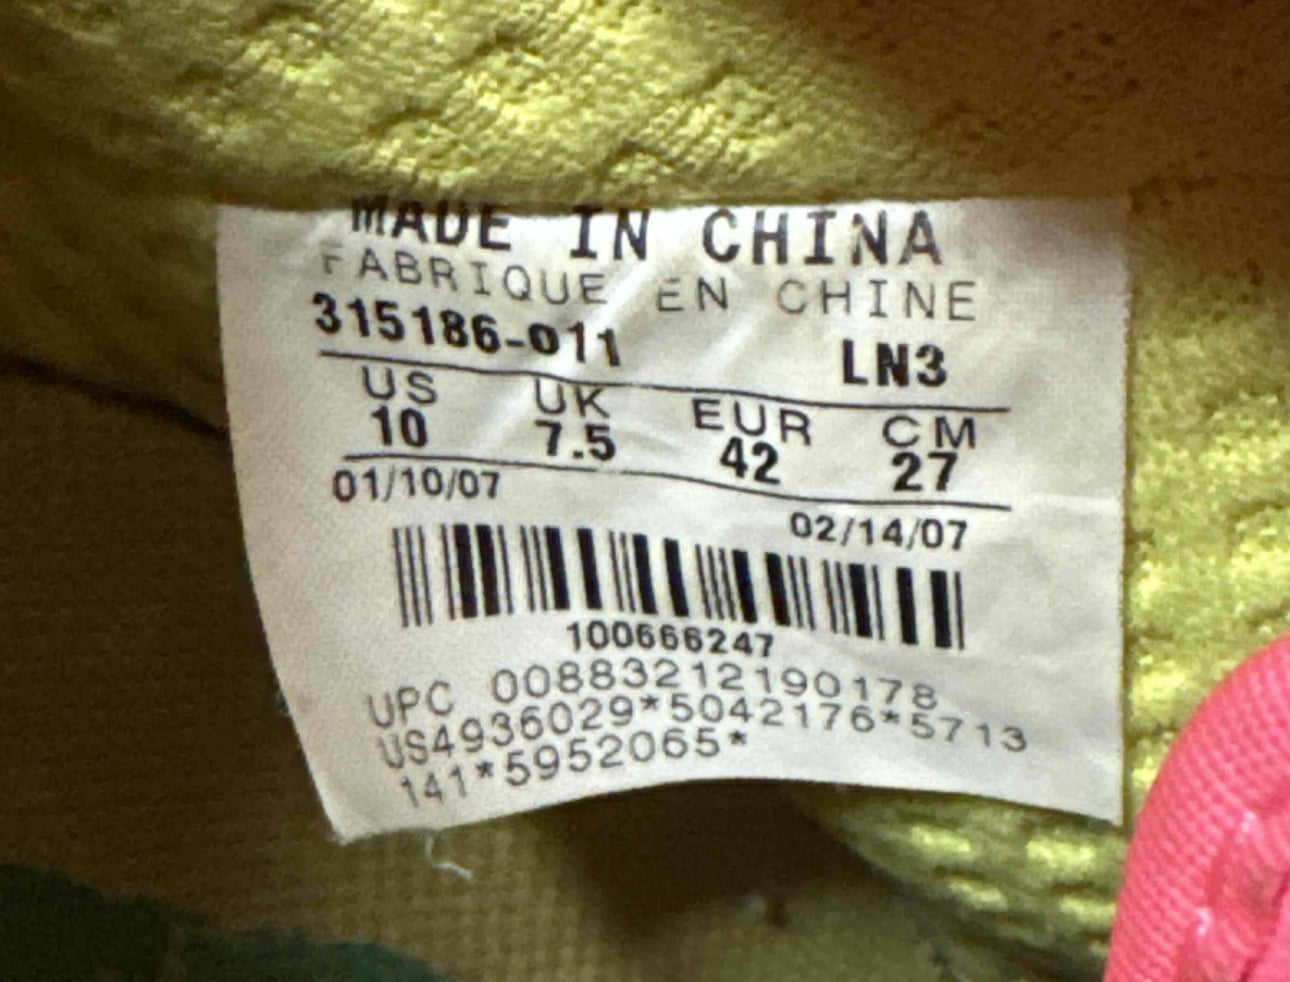 MADE IN CHINA
FABRIQUE EN CHINE
315186-011 LN3
US UK EUR CM
10 7.5 42 27
01/10/07 02/14/07
100666247
UPC 00883212190178
US4936029*5042176*5713
141*5952065*